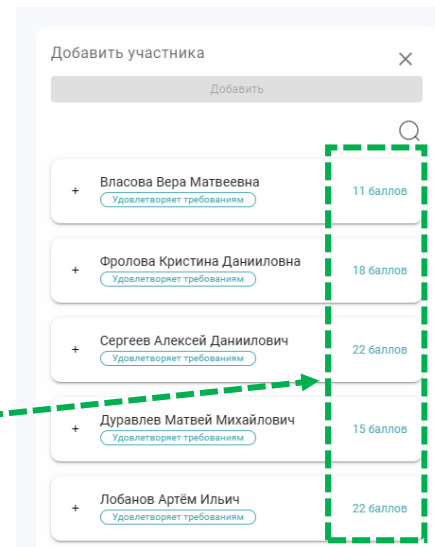 Добавить участника
Добавить
+ Власова Вера Матвеевна
Удовлетворяет требованиям
11 баллов
+ Фролова Кристина Данииловна
Удовлетворяет требованиям
18 баллов
+ Сергеев Алексей Даниилович
Удовлетворяет требованиям
22 баллов
+ Дуравлев Матвей Михайлович
Удовлетворяет требованиям
15 баллов
+ Лобанов Артём Ильич
Удовлетворяет требованиям
22 баллов